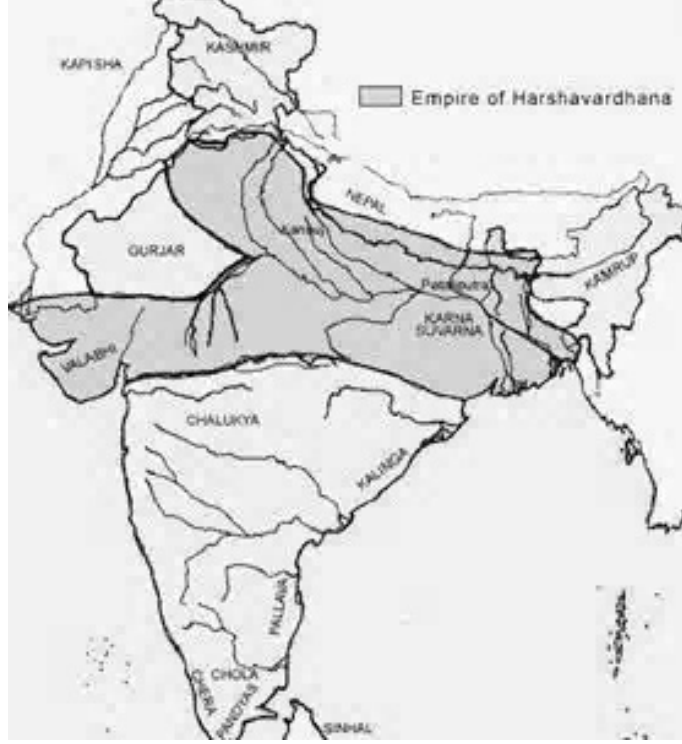 KASHMIR
KAPISHA
Empire of Harshavardhana
NEPAL
Kannauj
GURJAR
KAMRUP
Pataliputra
KARNA
SUVARNA
VALABHI
CHALUKYA
KALINGA
PALLAVA
CHOLA
CHERA
PANDYAS
SINHAL